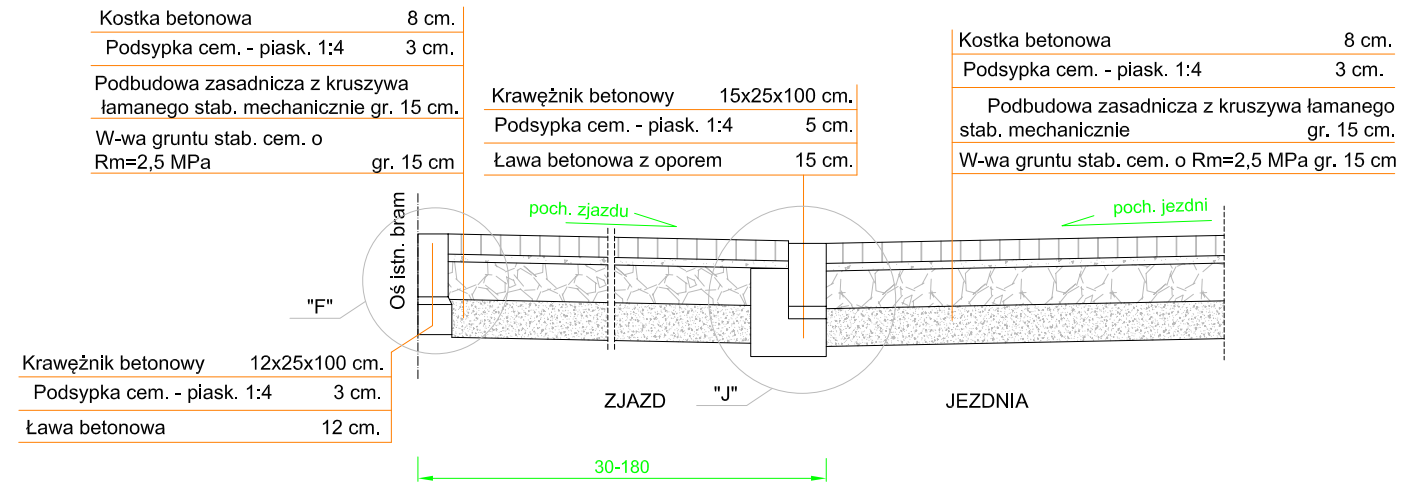 Kostka betonowa 8 cm.
Podsypka cem. - piask. 1:4 3 cm.
Podbudowa zasadnicza z kruszywa
łamanego stab. mechanicznie gr. 15 cm.
W-wa gruntu stab. cem. o
Rm=2,5 MPa gr. 15 cm
Krawężnik betonowy 15x25x100 cm.
Podsypka cem. - piask. 1:4 5 cm.
Ława betonowa z oporem 15 cm.
Kostka betonowa 8 cm.
Podsypka cem. - piask. 1:4 3 cm.
Podbudowa zasadnicza z kruszywa łamanego
stab. mechanicznie gr. 15 cm.
W-wa gruntu stab. cem. o Rm=2,5 MPa gr. 15 cm
Oś istn. bram
poch. zjazdu
poch. jezdni
"F"
Krawężnik betonowy 12x25x100 cm.
Podsypka cem. - piask. 1:4 3 cm.
Ława betonowa 12 cm.
ZJAZD
"J"
JEZDNIA
30-180